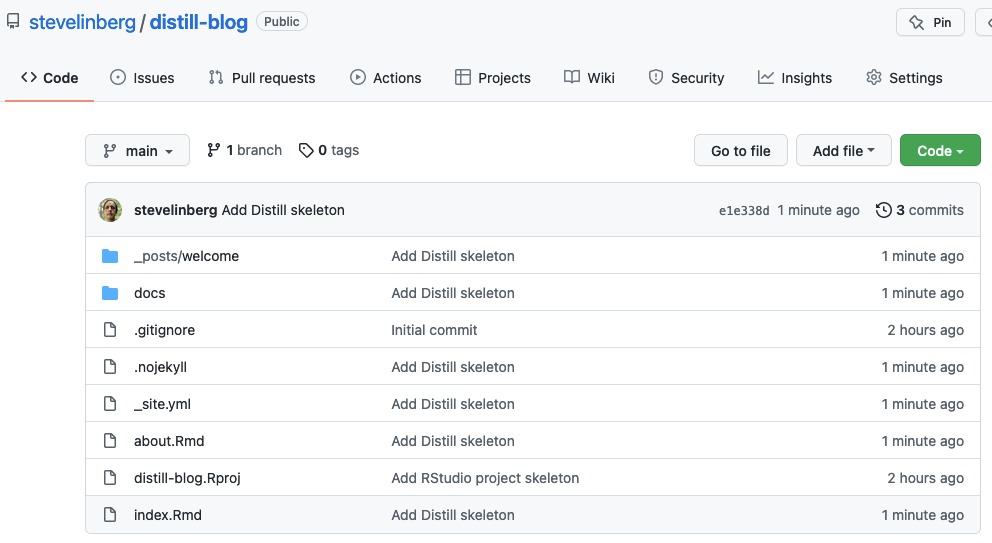 stevelinberg / distill-blog Public Pin
Code Issues Pull requests Actions Projects Wiki Security Insights Settings
main 1 branch 0 tags Go to file Add file Code
stevelinberg Add Distill skeleton e1e338d 1 minute ago 3 commits
_posts/welcome Add Distill skeleton 1 minute ago
docs Add Distill skeleton 1 minute ago
.gitignore Initial commit 2 hours ago
.nojekyll Add Distill skeleton 1 minute ago
_site.yml Add Distill skeleton 1 minute ago
about.Rmd Add Distill skeleton 1 minute ago
distill-blog.Rproj Add RStudio project skeleton 2 hours ago
index.Rmd Add Distill skeleton 1 minute ago